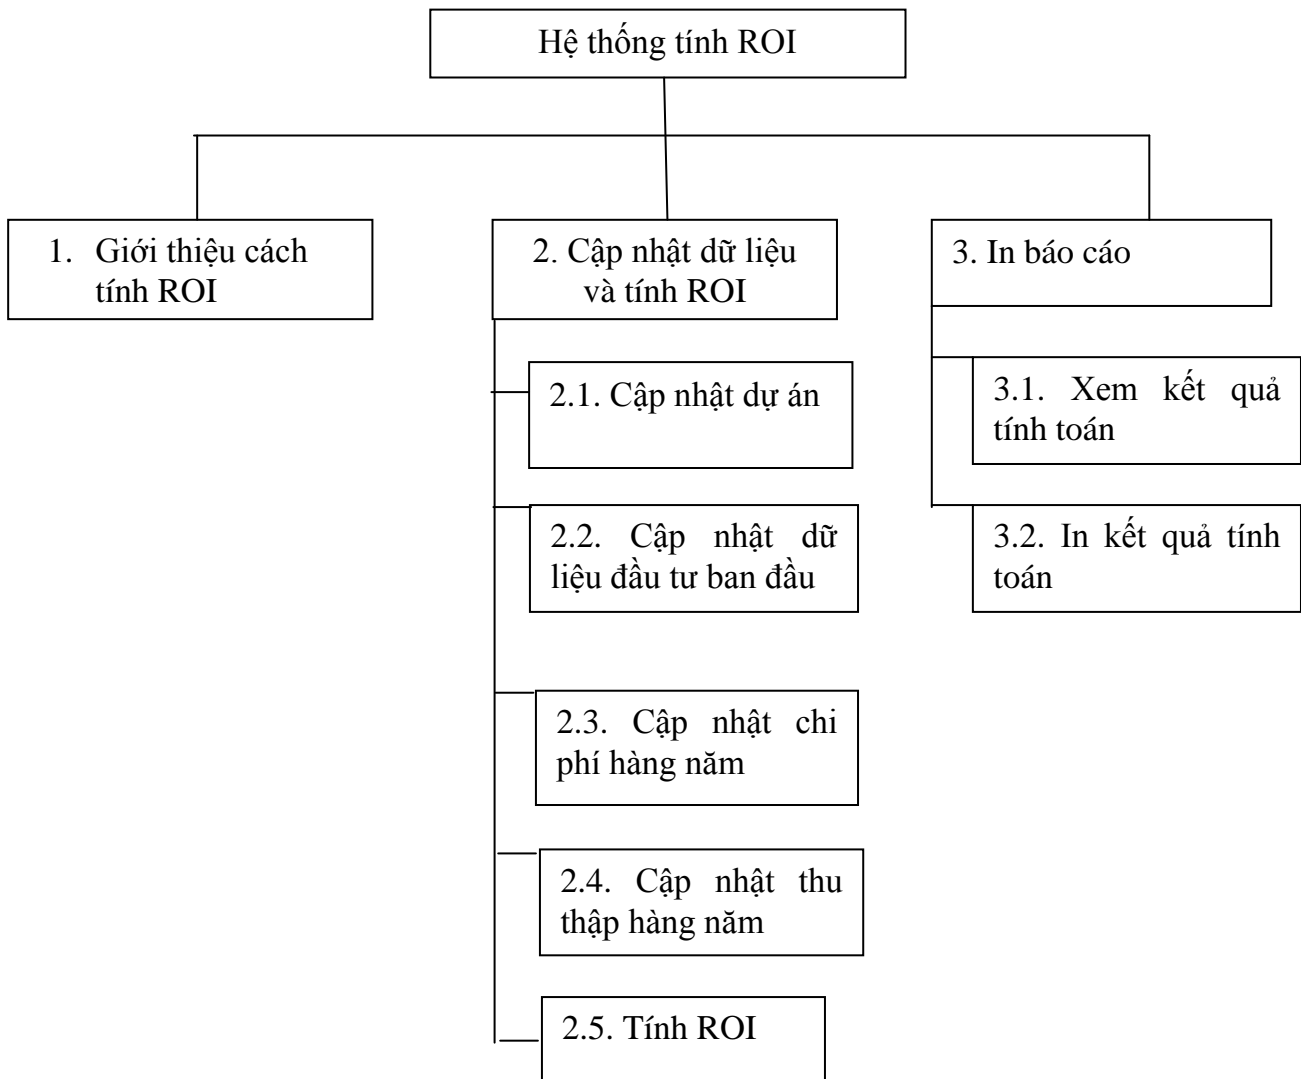 Hệ thống tính ROI
1. Giới thiệu cách
tính ROI
2. Cập nhật dữ liệu
và tính ROI
2.1. Cập nhật dự án
2.2. Cập nhật dữ
liệu đầu tư ban đầu
2.3. Cập nhật chi
phí hàng năm
2.4. Cập nhật thu
thập hàng năm
2.5. Tính ROI
3. In báo cáo
3.1. Xem kết quả
tính toán
3.2. In kết quả tính
toán